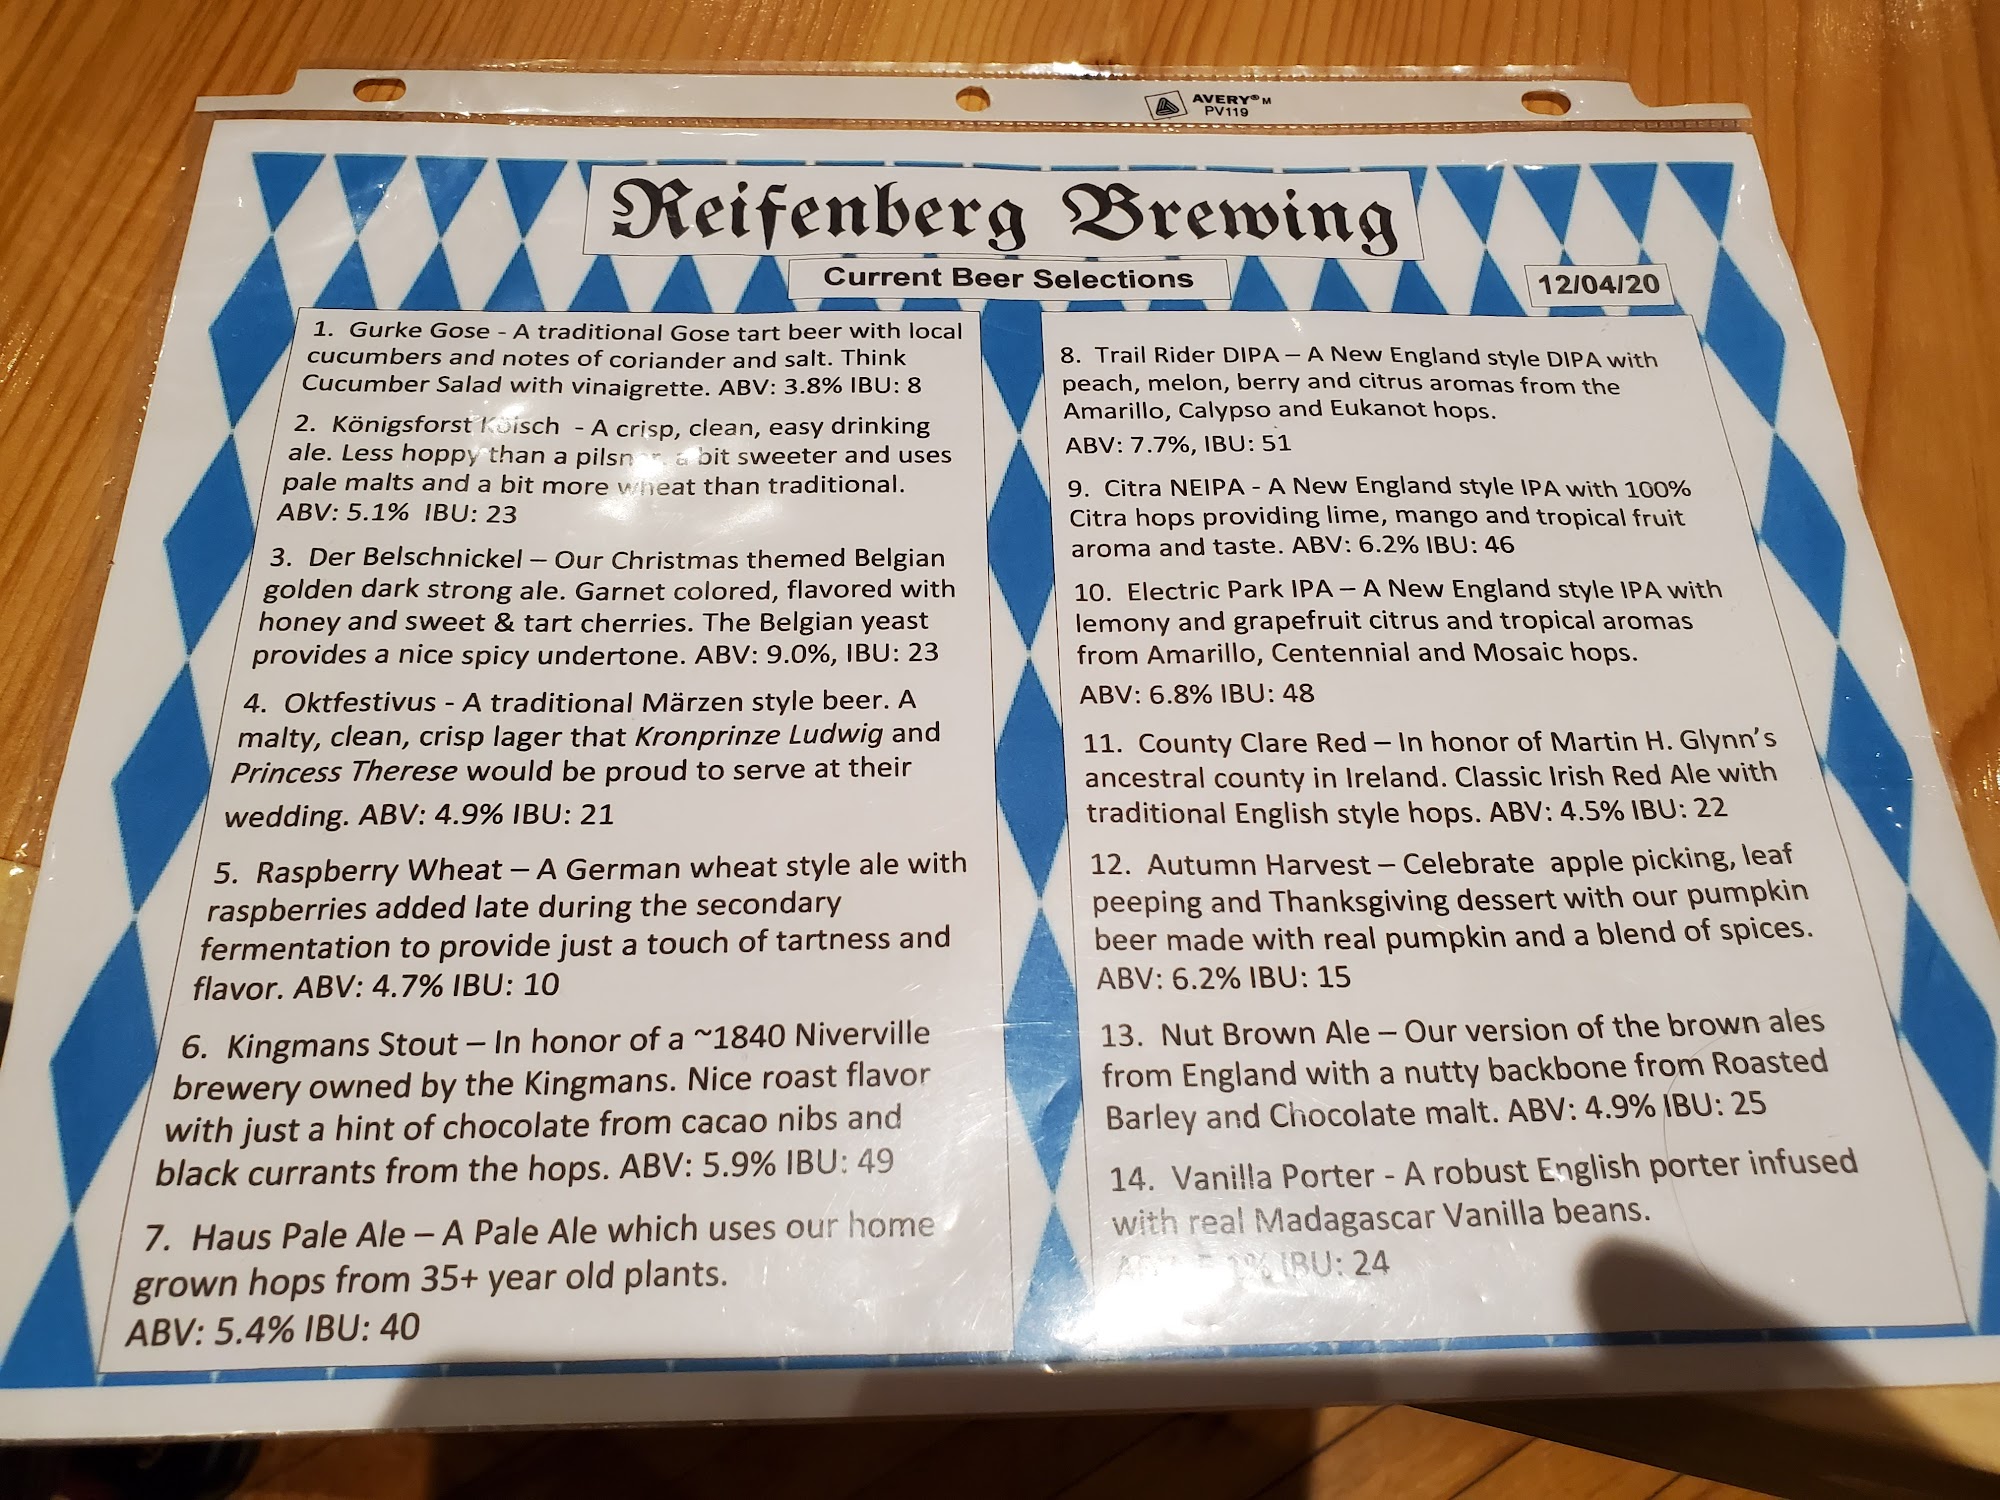 AVERY® M
PV119
Reifenberg Brewing
Current Beer Selections
12/04/20
1. Gurke Gose - A traditional Gose tart beer with local
cucumbers and notes of coriander and salt. Think
Cucumber Salad with vinaigrette. ABV: 3.8% IBU: 8
2. Königsforst Kölsch - A crisp, clean, easy drinking
ale. Less hoppy than a pilsner, a bit sweeter and uses
pale malts and a bit more wheat than traditional.
ABV: 5.1% IBU: 23
3. Der Belschnickel – Our Christmas themed Belgian
golden dark strong ale. Garnet colored, flavored with
honey and sweet & tart cherries. The Belgian yeast
provides a nice spicy undertone. ABV: 9.0%, IBU: 23
4. Oktfestivus - A traditional Märzen style beer. A
malty, clean, crisp lager that Kronprinze Ludwig and
Princess Therese would be proud to serve at their
wedding. ABV: 4.9% IBU: 21
5. Raspberry Wheat – A German wheat style ale with
raspberries added late during the secondary
fermentation to provide just a touch of tartness and
flavor. ABV: 4.7% IBU: 10
6. Kingmans Stout – In honor of a ~1840 Niverville
brewery owned by the Kingmans. Nice roast flavor
with just a hint of chocolate from cacao nibs and
black currants from the hops. ABV: 5.9% IBU: 49
7. Haus Pale Ale – A Pale Ale which uses our home
grown hops from 35+ year old plants.
ABV: 5.4% IBU: 40
8. Trail Rider DIPA – A New England style DIPA with
peach, melon, berry and citrus aromas from the
Amarillo, Calypso and Eukanot hops.
ABV: 7.7%, IBU: 51
9. Citra NEIPA - A New England style IPA with 100%
Citra hops providing lime, mango and tropical fruit
aroma and taste. ABV: 6.2% IBU: 46
10. Electric Park IPA – A New England style IPA with
lemony and grapefruit citrus and tropical aromas
from Amarillo, Centennial and Mosaic hops.
ABV: 6.8% IBU: 48
11. County Clare Red – In honor of Martin H. Glynn's
ancestral county in Ireland. Classic Irish Red Ale with
traditional English style hops. ABV: 4.5% IBU: 22
12. Autumn Harvest – Celebrate apple picking, leaf
peeping and Thanksgiving dessert with our pumpkin
beer made with real pumpkin and a blend of spices.
ABV: 6.2% IBU: 15
13. Nut Brown Ale – Our version of the brown ales
from England with a nutty backbone from Roasted
Barley and Chocolate malt. ABV: 4.9% IBU: 25
14. Vanilla Porter - A robust English porter infused
with real Madagascar Vanilla beans.
ABV: IBU: 24